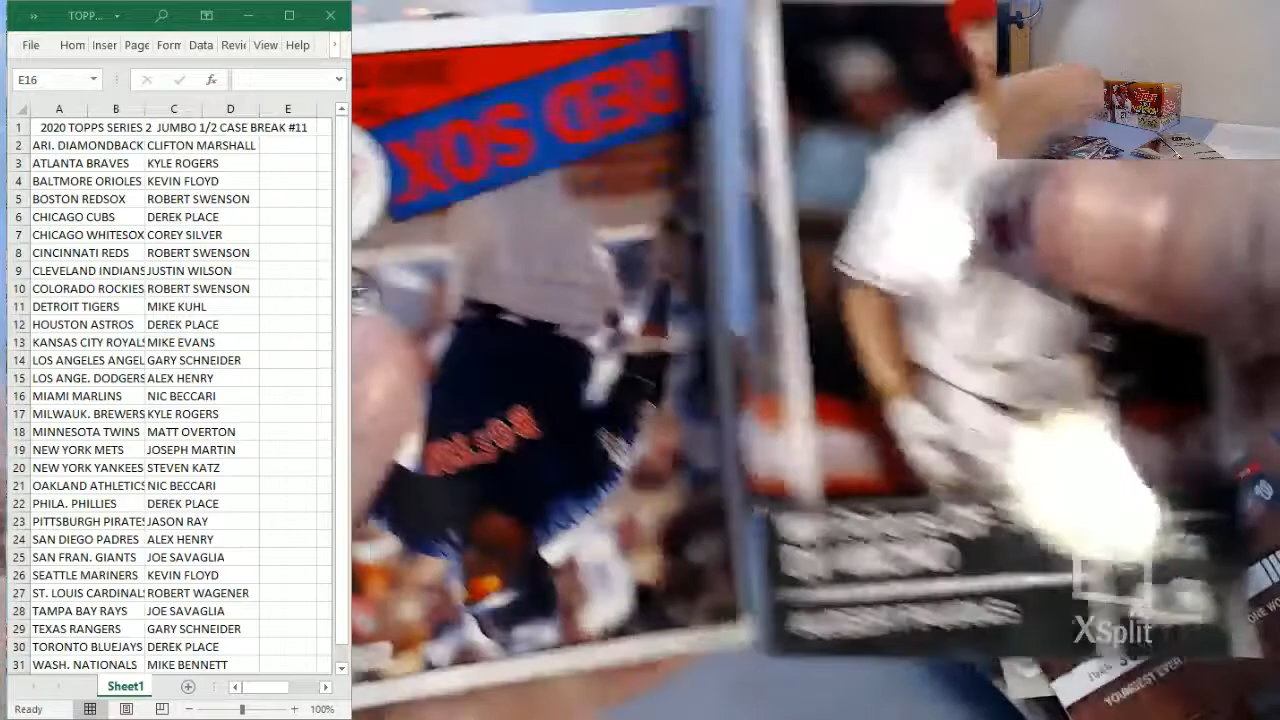 TOPP...
File Hom Inser Page Form Data Revie View Help
E16
fx
A B C D E
1 2020 TOPPS SERIES 2 JUMBO 1/2 CASE BREAK #11
2 ARI. DIAMONDBACK CLIFTON MARSHALL
3 ATLANTA BRAVES KYLE ROGERS
4 BALTMORE ORIOLES KEVIN FLOYD
5 BOSTON REDSOX ROBERT SWENSON
6 CHICAGO CUBS DEREK PLACE
7 CHICAGO WHITESOX COREY SILVER
8 CINCINNATI REDS ROBERT SWENSON
9 CLEVELAND INDIANS JUSTIN WILSON
10 COLORADO ROCKIES ROBERT SWENSON
11 DETROIT TIGERS MIKE KUHL
12 HOUSTON ASTROS DEREK PLACE
13 KANSAS CITY ROYALS MIKE EVANS
14 LOS ANGELES ANGEL GARY SCHNEIDER
15 LOS ANGE. DODGERS ALEX HENRY
16 MIAMI MARLINS NIC BECCARI
17 MILWAUK. BREWERS KYLE ROGERS
18 MINNESOTA TWINS MATT OVERTON
19 NEW YORK METS JOSEPH MARTIN
20 NEW YORK YANKEES STEVEN KATZ
21 OAKLAND ATHLETICS NIC BECCARI
22 PHILA. PHILLIES DEREK PLACE
23 PITTSBURGH PIRATES JASON RAY
24 SAN DIEGO PADRES ALEX HENRY
25 SAN FRAN. GIANTS JOE SAVAGLIA
26 SEATTLE MARINERS KEVIN FLOYD
27 ST. LOUIS CARDINALS ROBERT WAGENER
28 TAMPA BAY RAYS JOE SAVAGLIA
29 TEXAS RANGERS GARY SCHNEIDER
30 TORONTO BLUEJAYS DEREK PLACE
31 WASH. NATIONALS MIKE BENNETT
Sheet1
Ready 100%
RED SOX
XSplit
YOUNGEST EVER